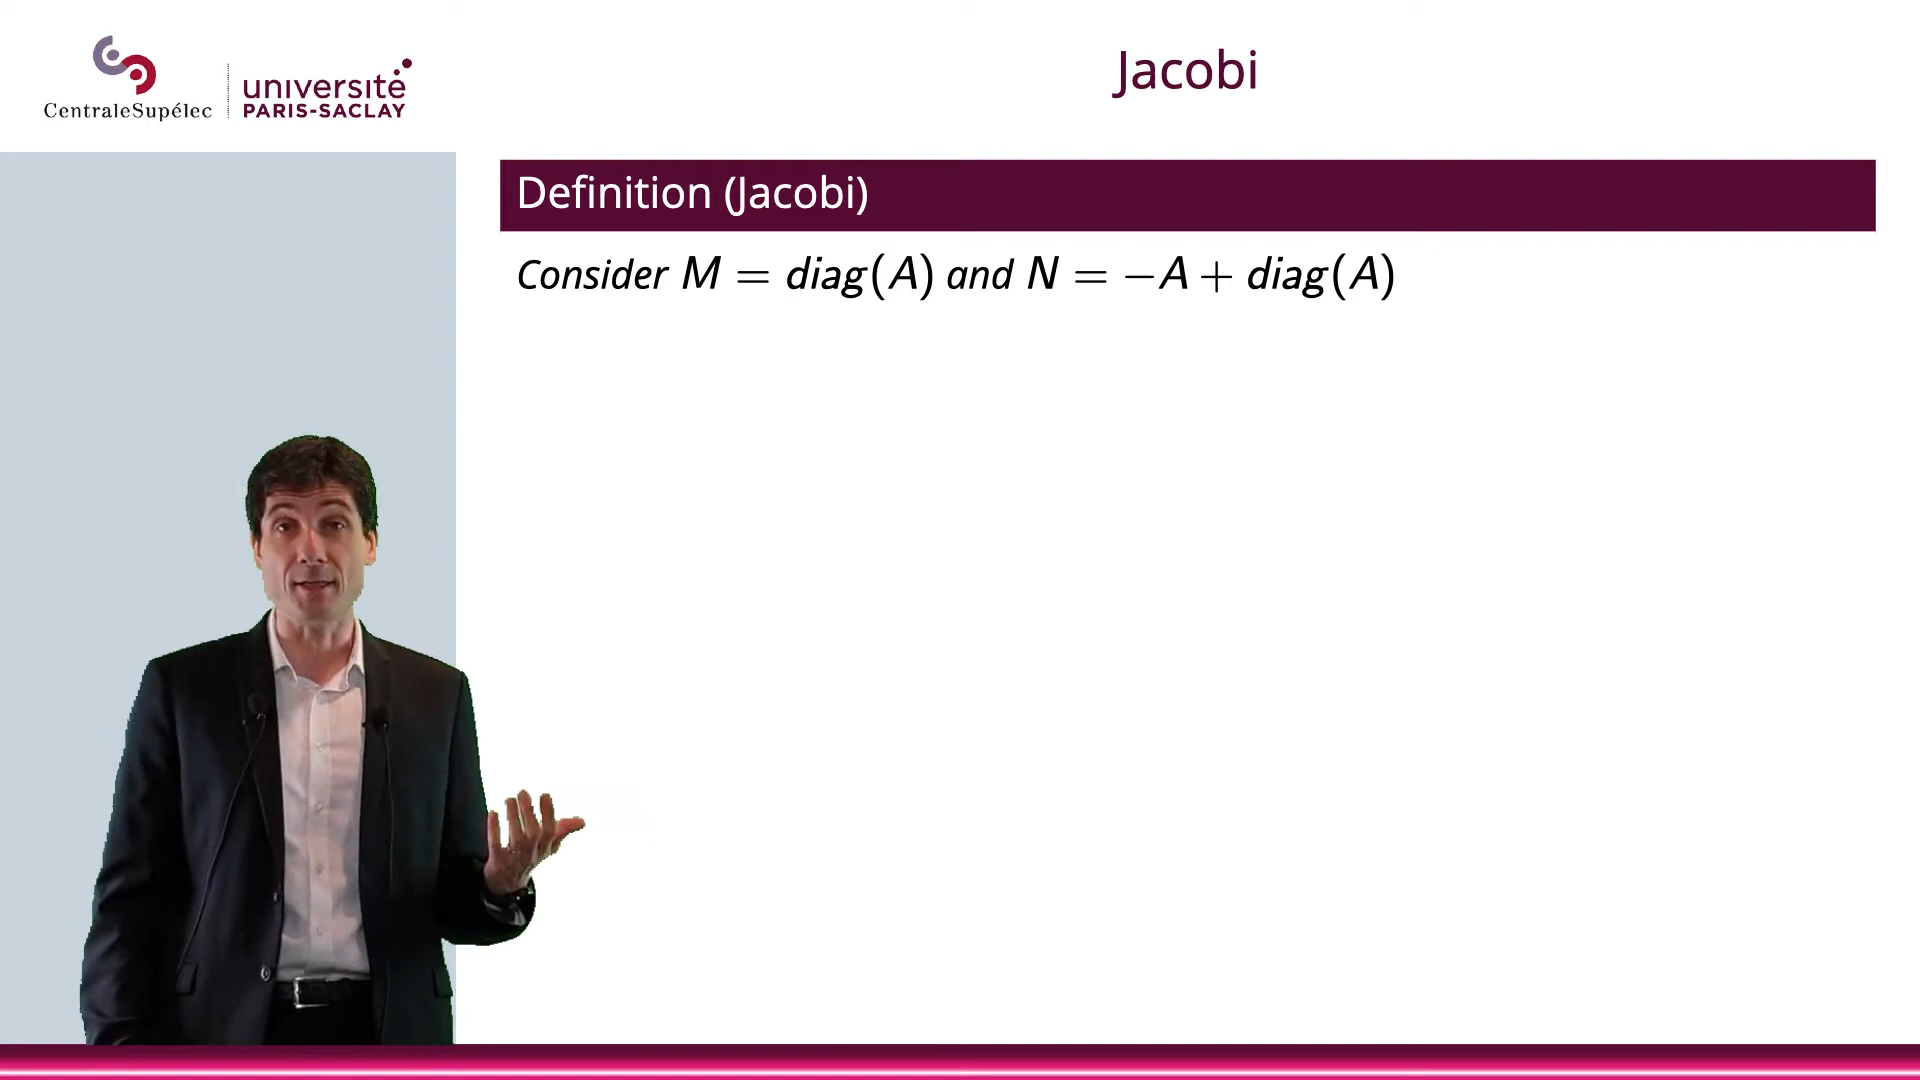 CentraleSupélec
université
PARIS-SACLAY
Jacobi
Definition (Jacobi)
Consider M = diag(A) and N = −A + diag(A)